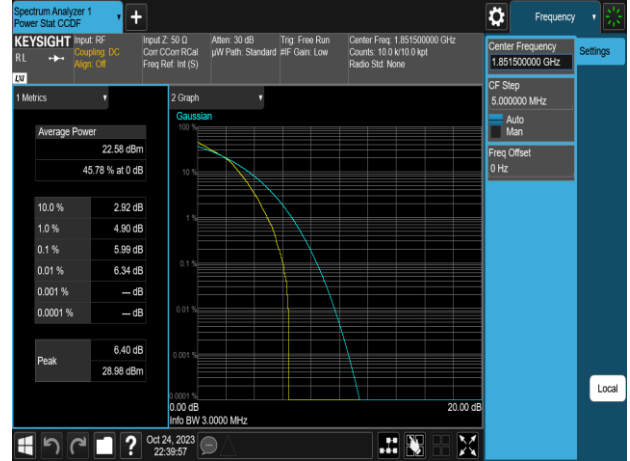 Spectrum Analyzer 1
Power Stat CCDF
Frequency
KEYSIGHT
RL
LXI
Input: RF
Coupling: DC
Align: Off
Input Z: 50 Ω
Corr CCorr RCal
Freq Ref: Int (S)
Atten: 30 dB
µW Path: Standard
Trig: Free Run
#IF Gain: Low
Center Freq: 1.851500000 GHz
Counts: 10.0 k/10.0 kpt
Radio Std: None
Center Frequency
1.851500000 GHz
Settings
CF Step
5.000000 MHz
Auto
Man
Freq Offset
0 Hz
Local
1 Metrics
Average Power
22.58 dBm
45.78 % at 0 dB
10.0 % 2.92 dB
1.0 % 4.90 dB
0.1 % 5.99 dB
0.01 % 6.34 dB
0.001 % --- dB
0.0001 % --- dB
Peak
6.40 dB
28.98 dBm
2 Graph
Gaussian
100 %
10 %
1 %
0.1 %
0.01 %
0.001 %
0.0001 %
0.00 dB 20.00 dB
Info BW 3.0000 MHz
?
Oct 24, 2023
22:39:57